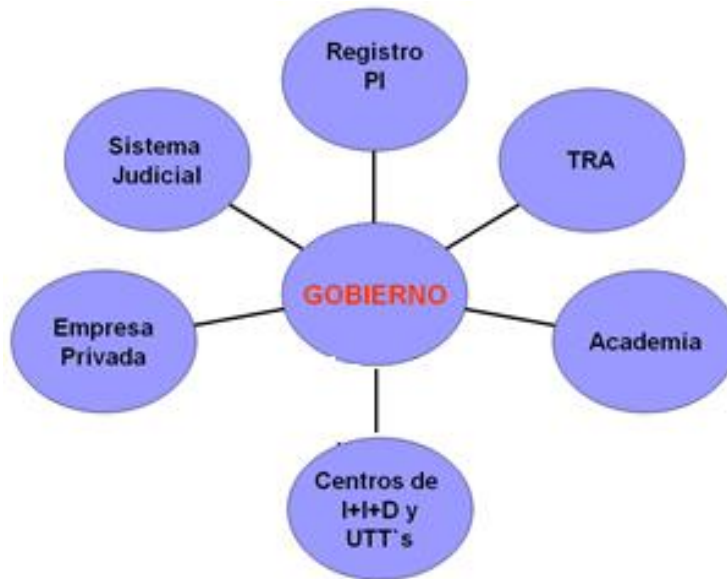 Registro
PI
Sistema
Judicial
TRA
GOBIERNO
Empresa
Privada
Academia
Centros de
I+I+D y
UTT`s